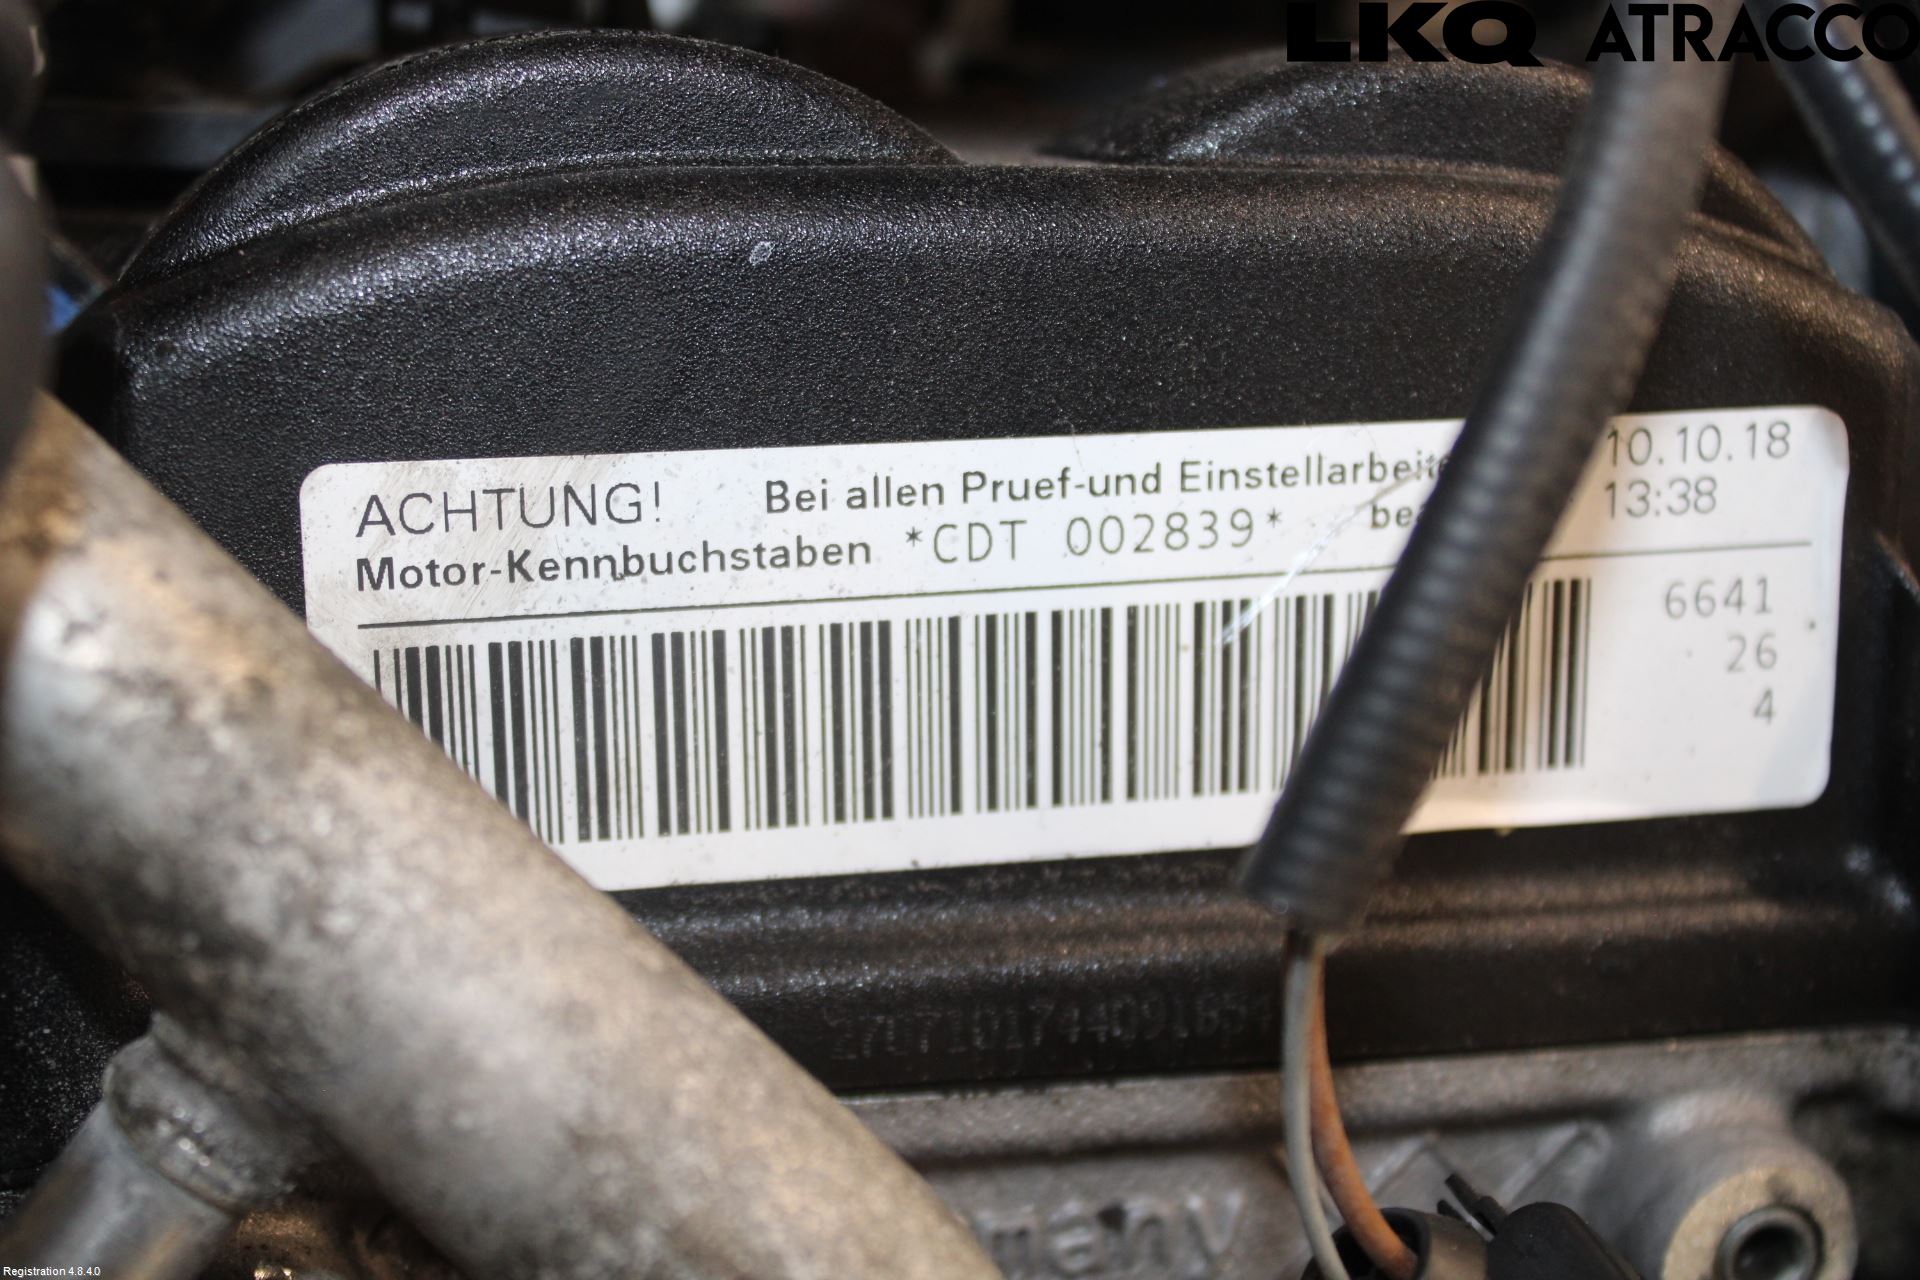 LKQ ATRACCO
ACHTUNG! Bei allen Pruef-und 10.10.18
Motor-Kennbuchstaben *CDT 002839* 13:38
6641
26
4
Registration 4.8.4.0